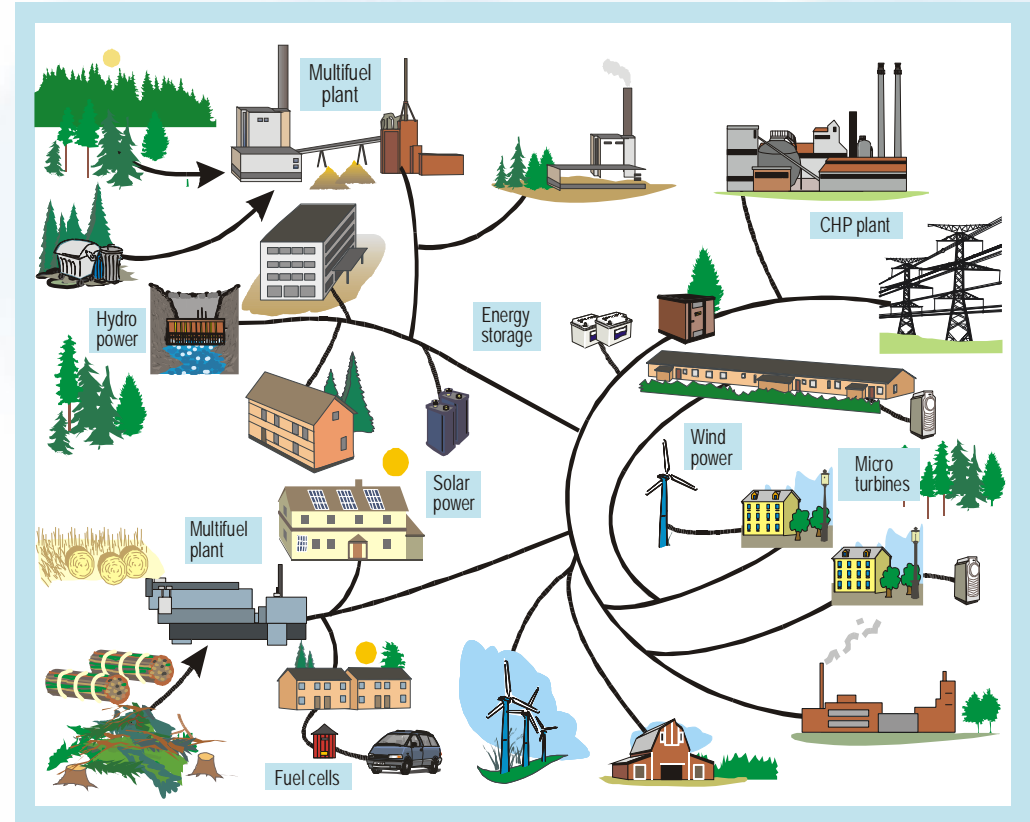 Multifuel
plant
CHP plant
Hydro
power
Energy
storage
Wind
power
Micro
turbines
Solar
power
Multifuel
plant
Fuel cells